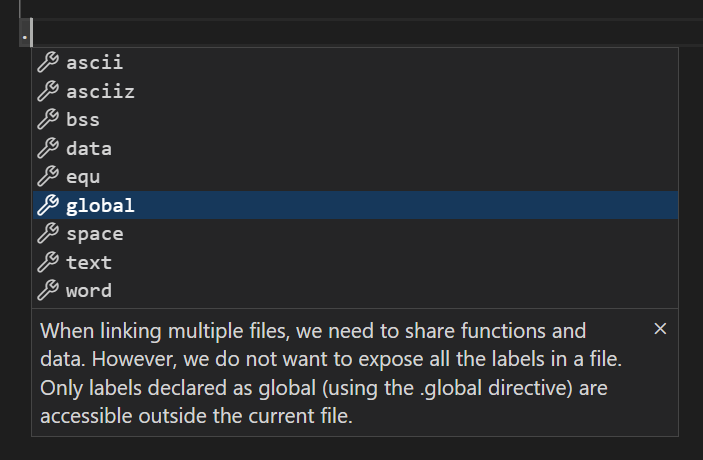 .
ascii
asciiz
bss
data
equ
global
space
text
word
When linking multiple files, we need to share functions and
data. However, we do not want to expose all the labels in a file.
Only labels declared as global (using the .global directive) are
accessible outside the current file.